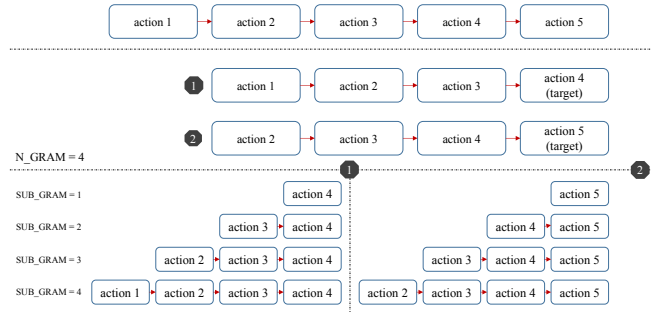 action 1 action 2 action 3 action 4 action 5
1 action 1 action 2 action 3 action 4
(target)
2 action 2 action 3 action 4 action 5
(target)
N_GRAM = 4
1 2
SUB_GRAM = 1 action 4 action 5
SUB_GRAM = 2 action 3 action 4 action 4 action 5
SUB_GRAM = 3 action 2 action 3 action 4 action 3 action 4 action 5
SUB_GRAM = 4 action 1 action 2 action 3 action 4 action 2 action 3 action 4 action 5